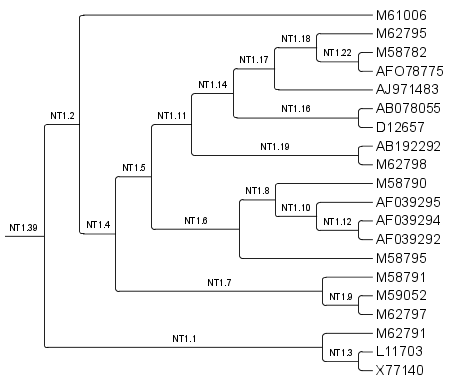 M61006
NT1.18 M62795
M58782
NT1.22
NT1.17
AFO78775
NT1.14 AJ971483
AB078055
NT1.16
NT1.2 NT1.11 D12657
AB192292
NT1.19
M62798
NT1.5 NT1.8 M58790
AF039295
NT1.10
AF039294
NT1.12
NT1.4 NT1.6
NT1.39 AF039292
M58795
M58791
NT1.7
M59052
NT1.9
M62797
M62791
NT1.1
L11703
NT1.3
X77140